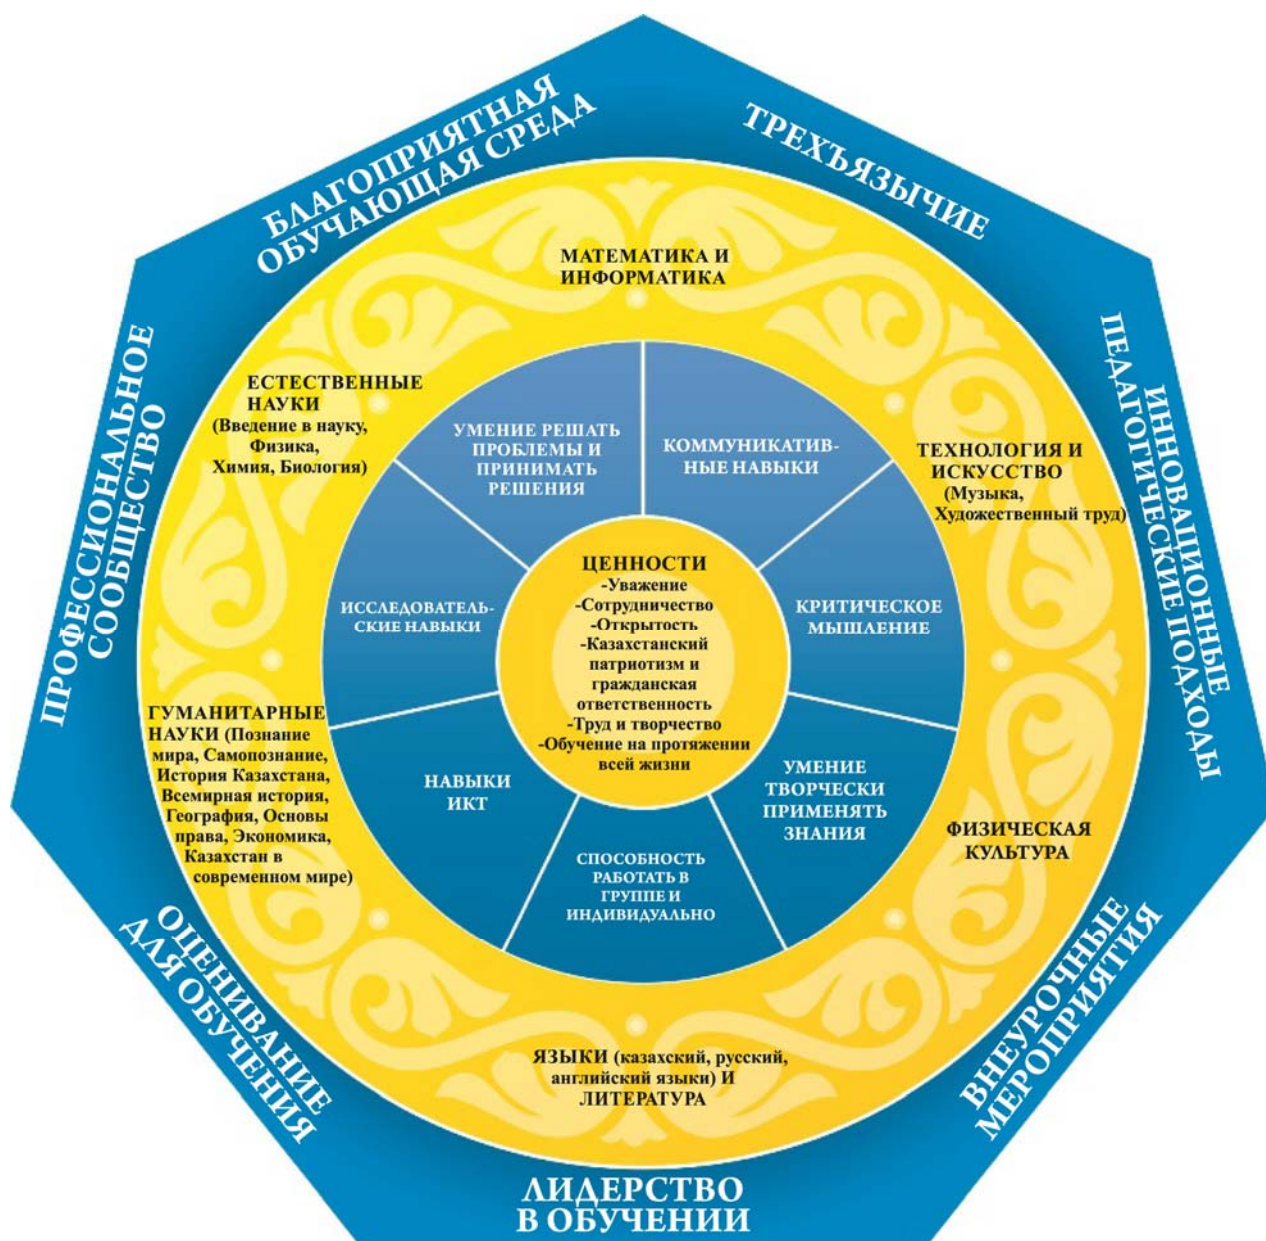 БЛАГОПРИЯТНАЯ
ОБУЧАЮЩАЯ СРЕДА
ТРЕХЪЯЗЫЧИЕ
ИННОВАЦИОННЫЕ
ПЕДАГОГИЧЕСКИЕ ПОДХОДЫ
ВНЕУРОЧНЫЕ
МЕРОПРИЯТИЯ
ЛИДЕРСТВО
В ОБУЧЕНИИ
ОЦЕНИВАНИЕ
ДЛЯ ОБУЧЕНИЯ
ПРОФЕССИОНАЛЬНОЕ
СООБЩЕСТВО
МАТЕМАТИКА И
ИНФОРМАТИКА
ТЕХНОЛОГИЯ И
ИСКУССТВО
(Музыка,
Художественный труд)
ФИЗИЧЕСКАЯ
КУЛЬТУРА
ЯЗЫКИ (казахский, русский,
английский языки) И
ЛИТЕРАТУРА
ГУМАНИТАРНЫЕ
НАУКИ (Познание
мира, Самопознание,
История Казахстана,
Всемирная история,
География, Основы
права, Экономика,
Казахстан в
современном мире)
ЕСТЕСТВЕННЫЕ
НАУКИ
(Введение в науку,
Физика,
Химия, Биология)
УМЕНИЕ РЕШАТЬ
ПРОБЛЕМЫ И
ПРИНИМАТЬ
РЕШЕНИЯ
КОММУНИКАТИВ-
НЫЕ НАВЫКИ
КРИТИЧЕСКОЕ
МЫШЛЕНИЕ
УМЕНИЕ
ТВОРЧЕСКИ
ПРИМЕНЯТЬ
ЗНАНИЯ
СПОСОБНОСТЬ
РАБОТАТЬ В
ГРУППЕ И
ИНДИВИДУАЛЬНО
НАВЫКИ
ИКТ
ИССЛЕДОВАТЕЛЬ-
СКИЕ НАВЫКИ
ЦЕННОСТИ
-Уважение
-Сотрудничество
-Открытость
-Казахстанский
патриотизм и
гражданская
ответственность
-Труд и творчество
-Обучение на протяжении
всей жизни